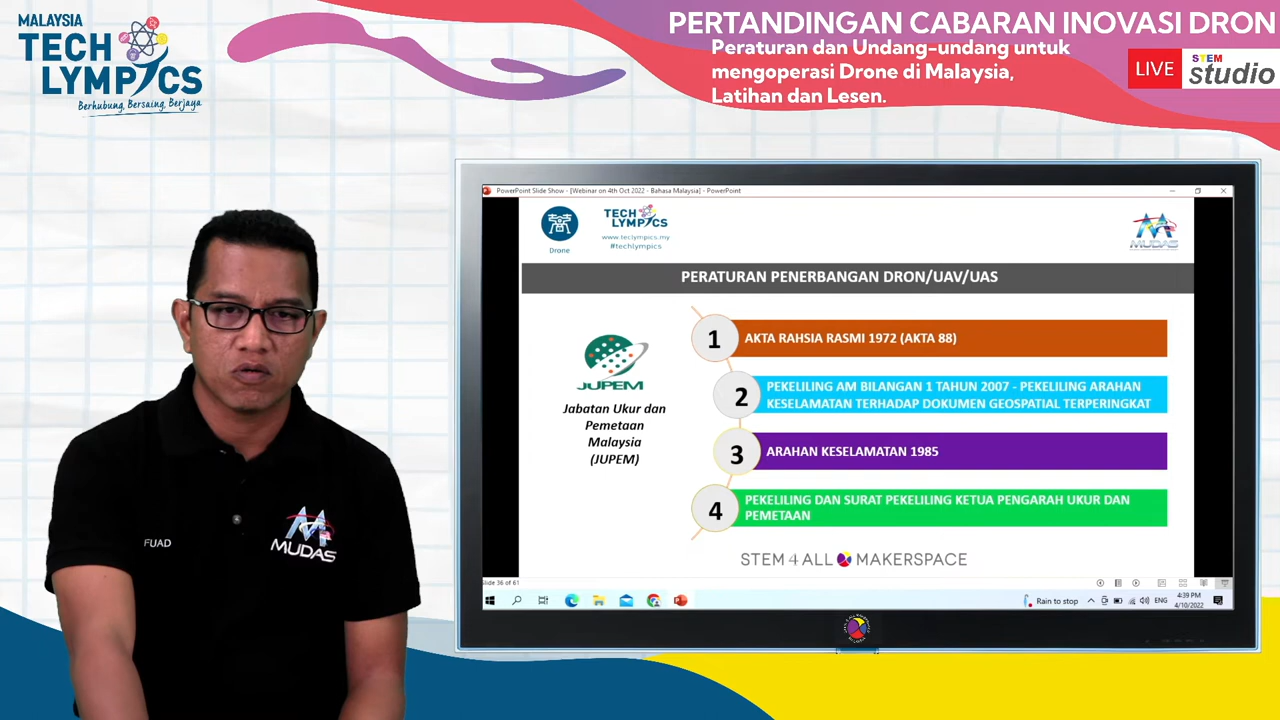 MALAYSIA
TECH
LYMPICS
Berhubung, Bersaing, Berjaya
PERTANDINGAN CABARAN INOVASI DRON
Peraturan dan Undang-undang untuk
mengoperasi Drone di Malaysia,
Latihan dan Lesen.
LIVE
STEM
studio
PowerPoint Slide Show - [Webinar on 4th Oct 2022 - Bahasa Malaysia] - PowerPoint
Drone
TECH
LYMPICS
www.teclympics.my
#techlympics
MUDAS
PERATURAN PENERBANGAN DRON/UAV/UAS
JUPEM
Jabatan Ukur dan
Pemetaan
Malaysia
(JUPEM)
1
AKTA RAHSIA RASMI 1972 (AKTA 88)
2
PEKELILING AM BILANGAN 1 TAHUN 2007 - PEKELILING ARAHAN
KESELAMATAN TERHADAP DOKUMEN GEOSPATIAL TERPERINGKAT
3
ARAHAN KESELAMATAN 1985
4
PEKELILING DAN SURAT PEKELILING KETUA PENGARAH UKUR DAN
PEMETAAN
STEM 4 ALL MAKERSPACE
Slide 36 of 61
Rain to stop
ENG
4:39 PM
4/10/2022
FUAD
MUDAS